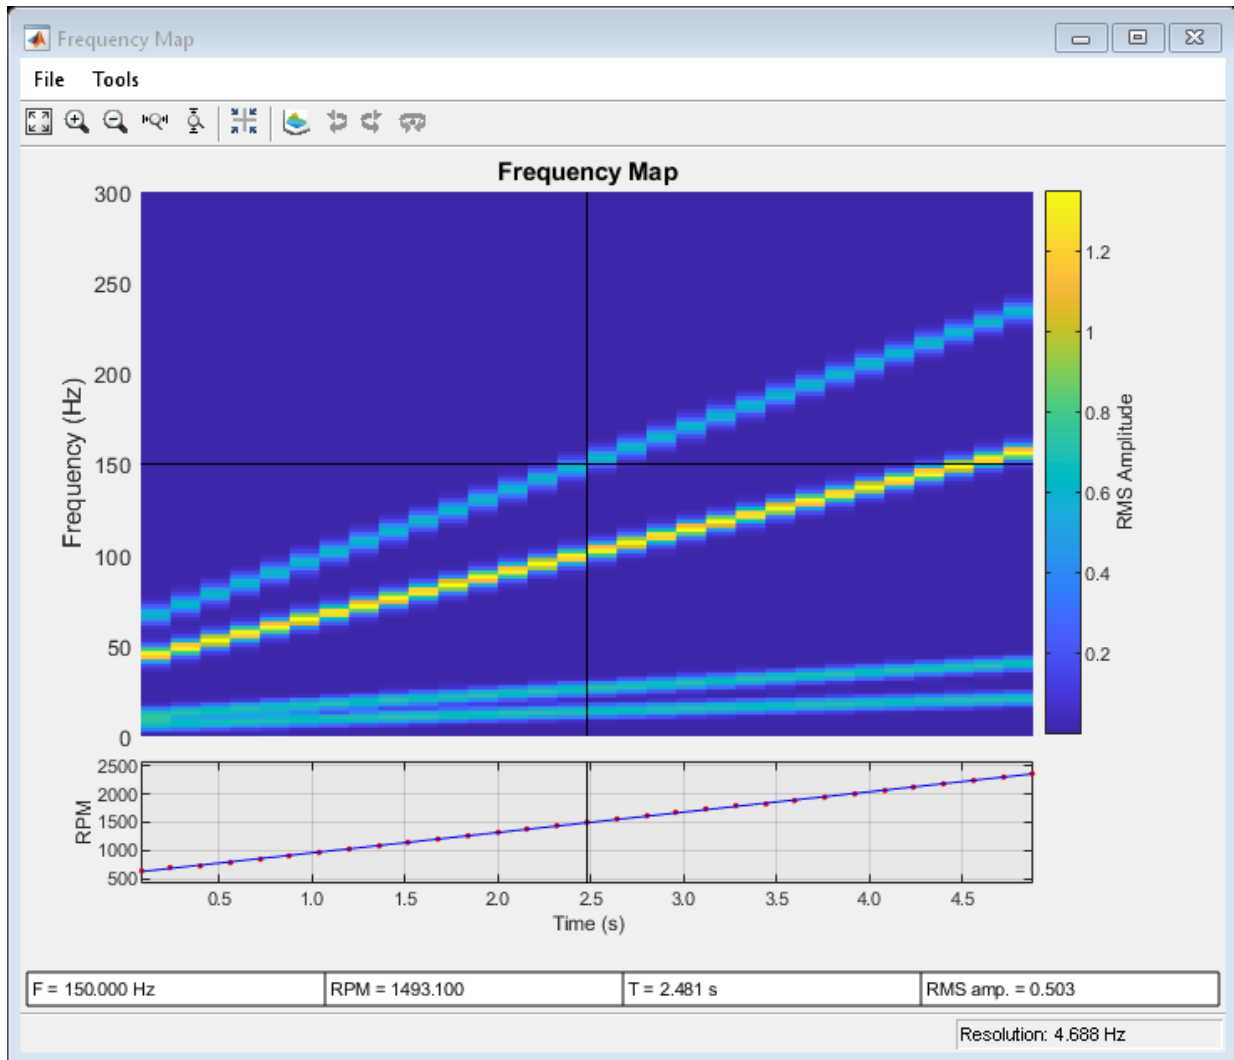 Frequency Map
File Tools
Frequency Map
300
250
200
150
100
50
0
Frequency (Hz)
1.2
1
0.8
0.6
0.4
0.2
RMS Amplitude
2500
2000
1500
1000
500
RPM
0.5 1.0 1.5 2.0 2.5 3.0 3.5 4.0 4.5
Time (s)
F = 150.000 Hz RPM = 1493.100 T = 2.481 s RMS amp. = 0.503
Resolution: 4.688 Hz